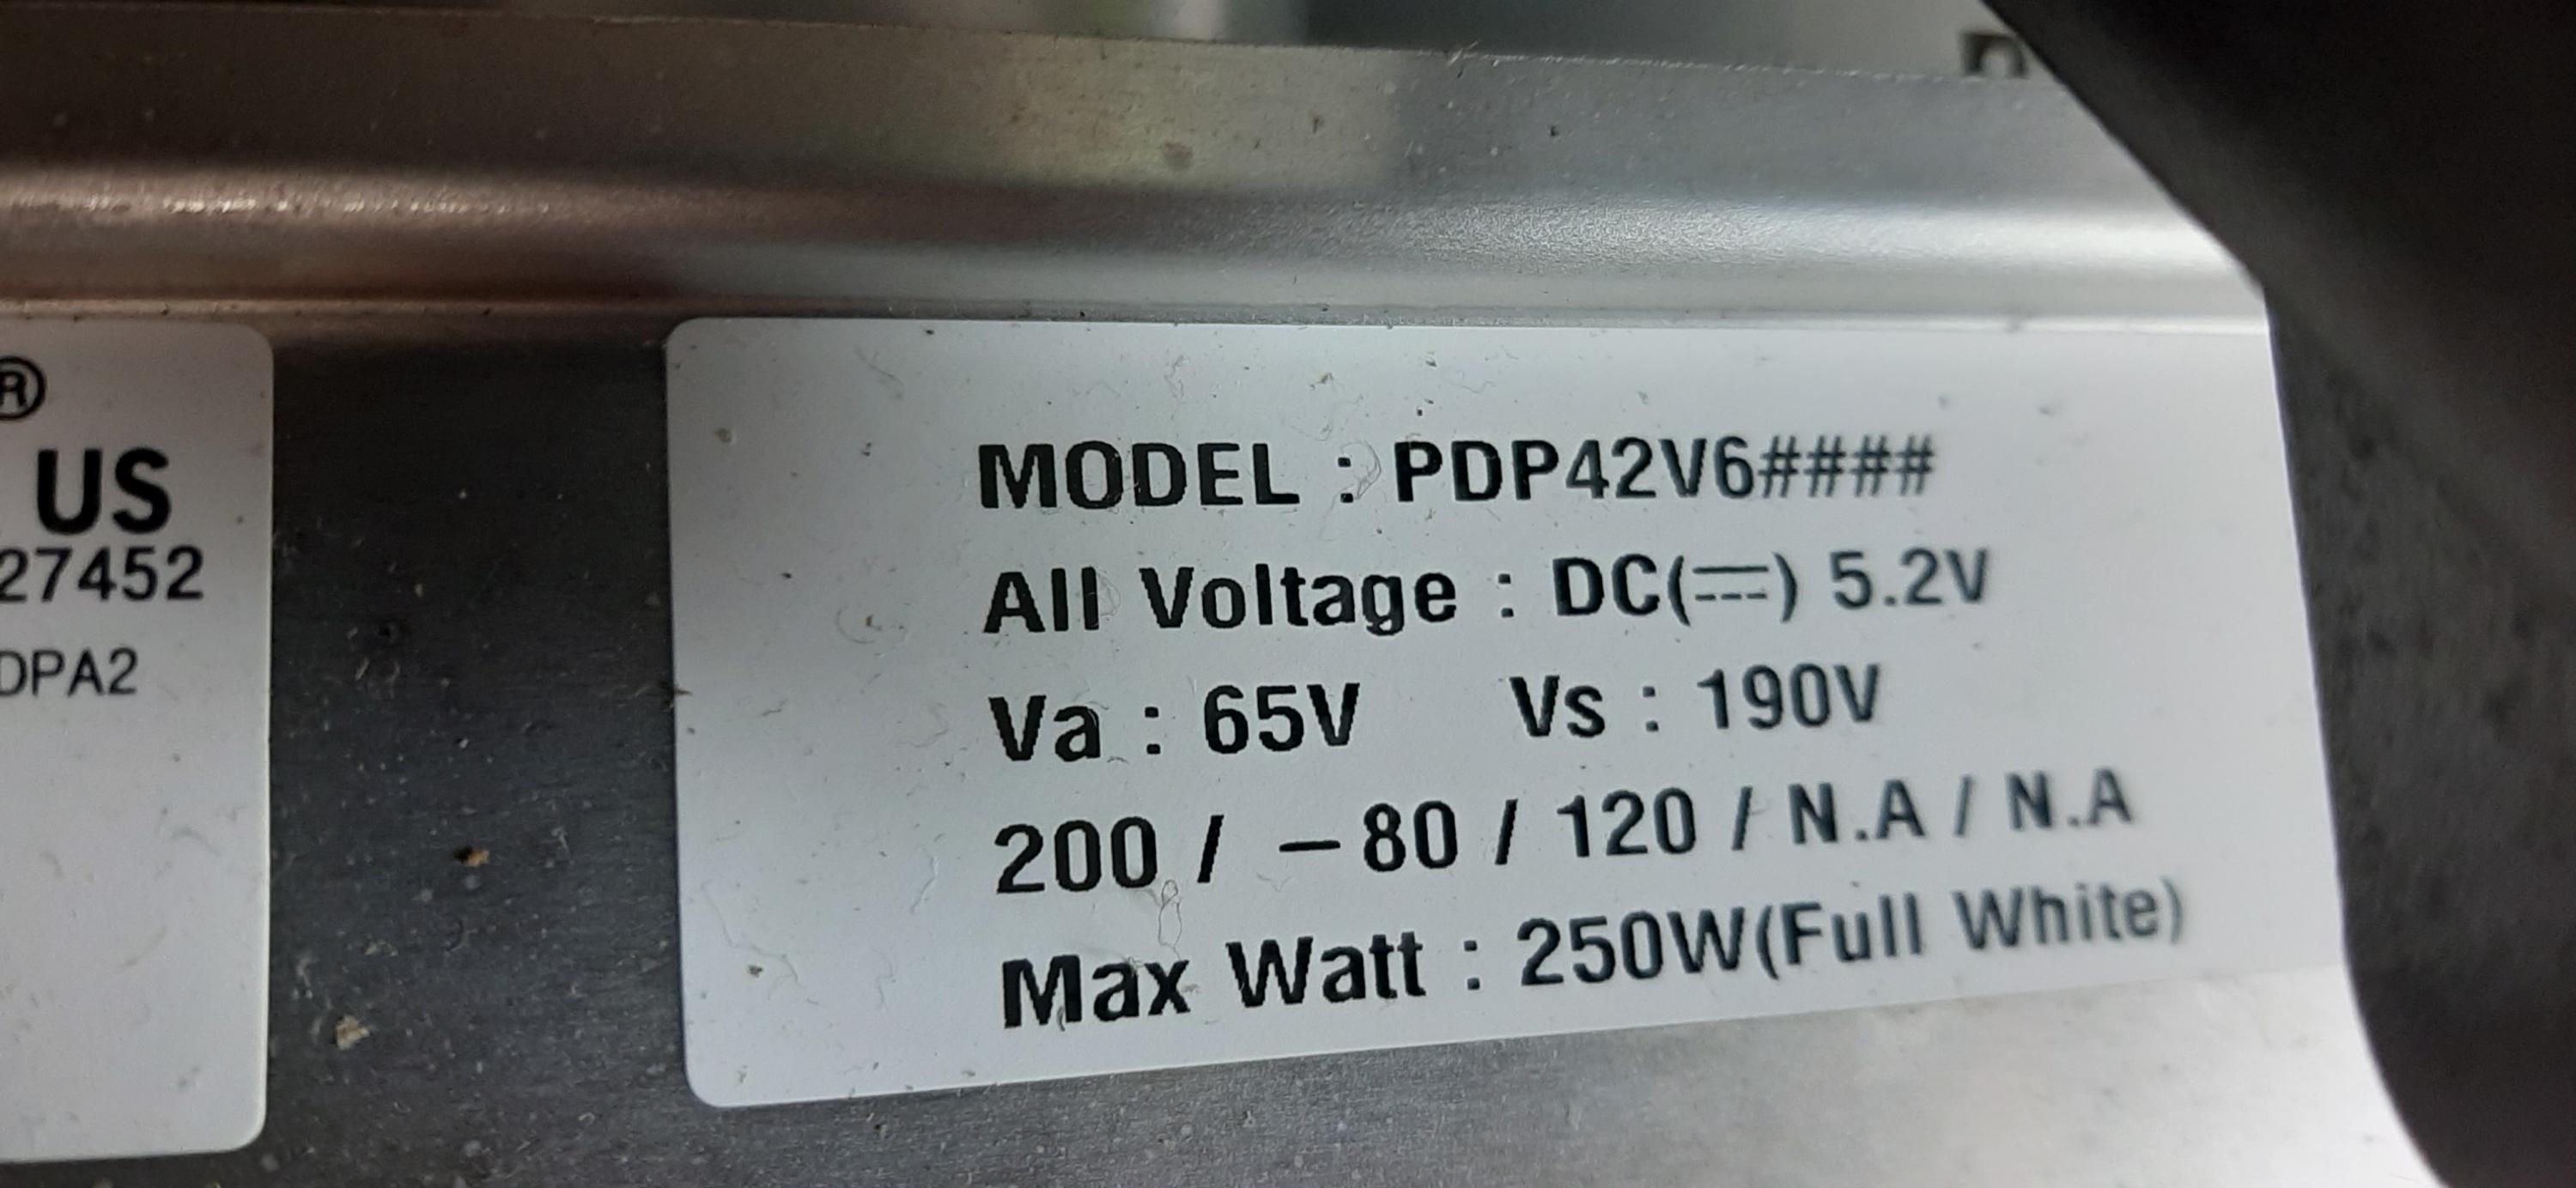 ®
US
27452
DPA2
MODEL : PDP42V6####
All Voltage : DC(⎓) 5.2V
Va : 65V Vs : 190V
200 / -80 / 120 / N.A / N.A
Max Watt : 250W(Full White)